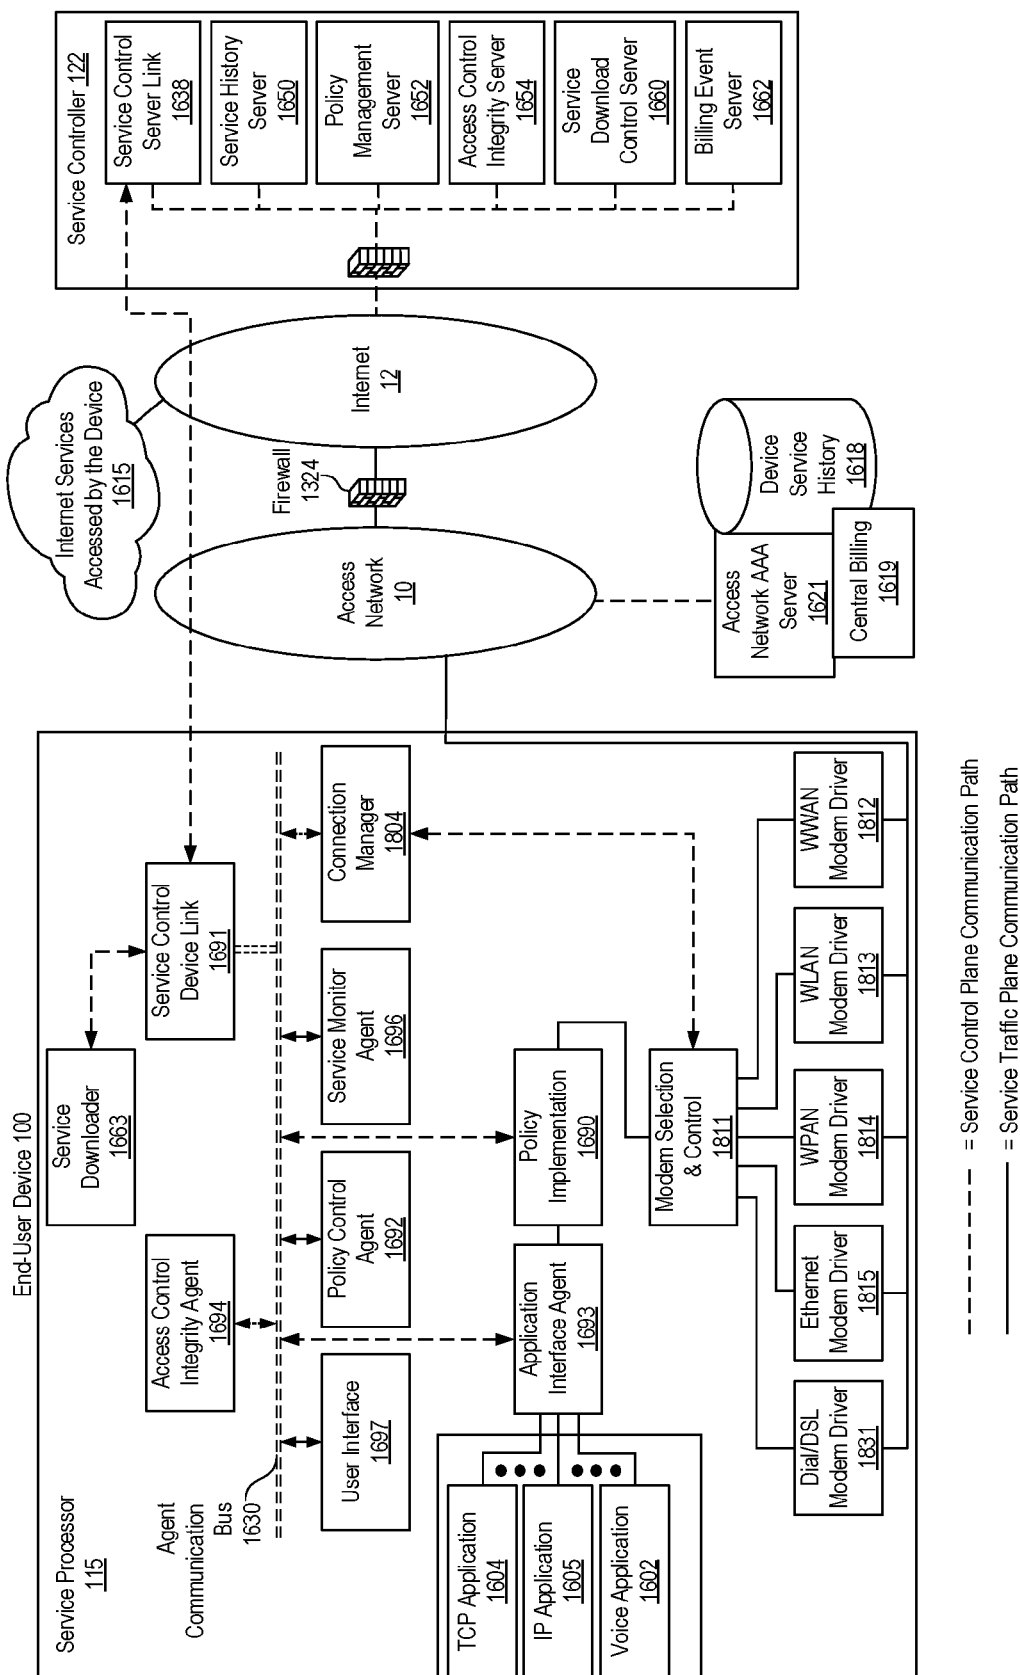 End-User Device 100
Service Processor
115
Agent
Communication
Bus
1630
Access Control
Integrity Agent
1694
Service
Downloader
1663
Service Control
Device Link
1691
User Interface
1697
Policy Control
Agent
1692
Service Monitor
Agent
1696
Connection
Manager
1804
TCP Application
1604
IP Application
1605
Voice Application
1602
Application
Interface Agent
1693
Policy
Implementation
1690
Modem Selection
& Control
1811
Dial/DSL
Modem Driver
1831
Ethernet
Modem Driver
1815
WPAN
Modem Driver
1814
WLAN
Modem Driver
1813
WWAN
Modem Driver
1812
Internet Services
Accessed by the Device
1615
Access
Network
10
Firewall
1324
Internet
12
Access
Network AAA
Server
1621
Central Billing
1619
Device
Service
History
1618
Service Controller 122
Service Control
Server Link
1638
Service History
Server
1650
Policy
Management
Server
1652
Access Control
Integrity Server
1654
Service
Download
Control Server
1660
Billing Event
Server
1662
= Service Control Plane Communication Path
= Service Traffic Plane Communication Path